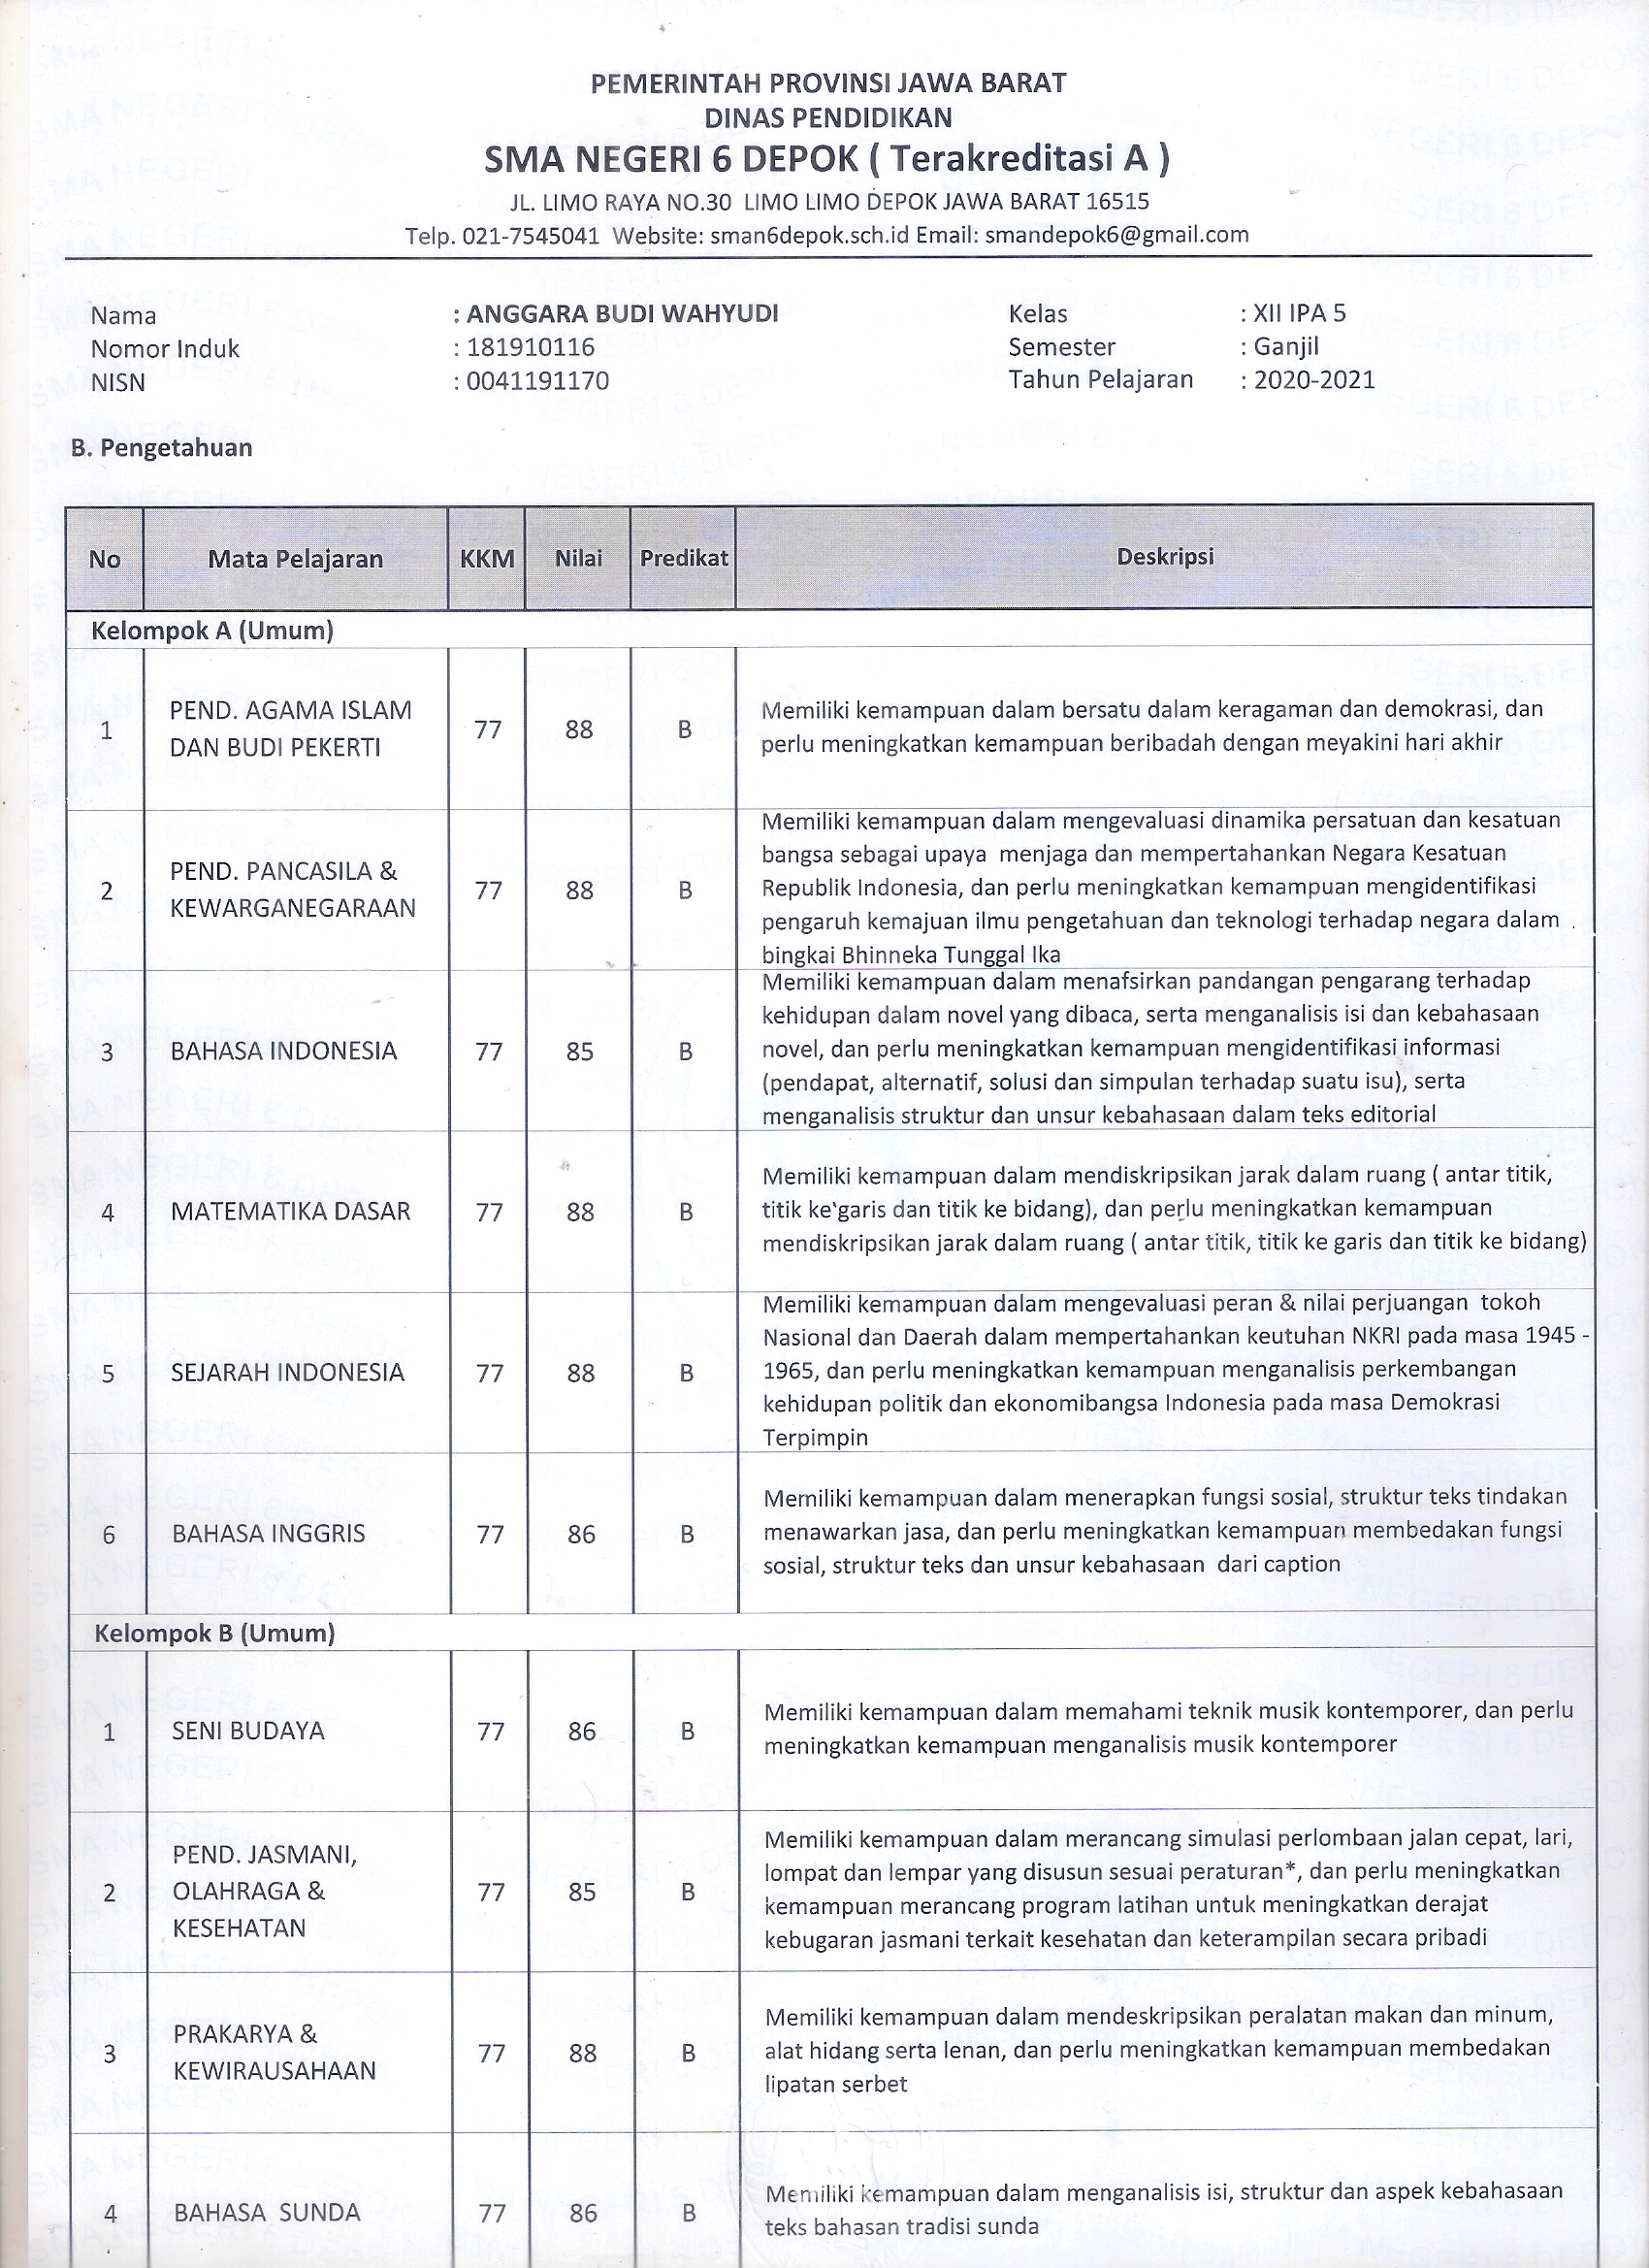 PEMERINTAH PROVINSI JAWA BARAT
DINAS PENDIDIKAN
SMA NEGERI 6 DEPOK ( Terakreditasi A )
JL. LIMO RAYA NO.30 LIMO LIMO DEPOK JAWA BARAT 16515
Telp. 021-7545041 Website: sman6depok.sch.id Email: smandepok6@gmail.com
Nama : ANGGARA BUDI WAHYUDI Kelas : XII IPA 5
Nomor Induk : 181910116 Semester : Ganjil
NISN : 0041191170 Tahun Pelajaran : 2020-2021
B. Pengetahuan
No Mata Pelajaran KKM Nilai Predikat Deskripsi
Kelompok A (Umum)
1 PEND. AGAMA ISLAM DAN BUDI PEKERTI 77 88 B
Memiliki kemampuan dalam bersatu dalam keragaman dan demokrasi, dan
perlu meningkatkan kemampuan beribadah dengan meyakini hari akhir
2 PEND. PANCASILA & KEWARGANEGARAAN 77 88 B
Memiliki kemampuan dalam mengevaluasi dinamika persatuan dan kesatuan
bangsa sebagai upaya menjaga dan mempertahankan Negara Kesatuan
Republik Indonesia, dan perlu meningkatkan kemampuan mengidentifikasi
pengaruh kemajuan ilmu pengetahuan dan teknologi terhadap negara dalam
bingkai Bhinneka Tunggal Ika
3 BAHASA INDONESIA 77 85 B
Memiliki kemampuan dalam menafsirkan pandangan pengarang terhadap
kehidupan dalam novel yang dibaca, serta menganalisis isi dan kebahasaan
novel, dan perlu meningkatkan kemampuan mengidentifikasi informasi
(pendapat, alternatif, solusi dan simpulan terhadap suatu isu), serta
menganalisis struktur dan unsur kebahasaan dalam teks editorial
4 MATEMATIKA DASAR 77 88 B
Memiliki kemampuan dalam mendiskripsikan jarak dalam ruang ( antar titik,
titik ke garis dan titik ke bidang), dan perlu meningkatkan kemampuan
mendiskripsikan jarak dalam ruang ( antar titik, titik ke garis dan titik ke bidang)
5 SEJARAH INDONESIA 77 88 B
Memiliki kemampuan dalam mengevaluasi peran & nilai perjuangan tokoh
Nasional dan Daerah dalam mempertahankan keutuhan NKRI pada masa 1945 -
1965, dan perlu meningkatkan kemampuan menganalisis perkembangan
kehidupan politik dan ekonomibangsa Indonesia pada masa Demokrasi
Terpimpin
6 BAHASA INGGRIS 77 86 B
Memiliki kemampuan dalam menerapkan fungsi sosial, struktur teks tindakan
menawarkan jasa, dan perlu meningkatkan kemampuan membedakan fungsi
sosial, struktur teks dan unsur kebahasaan dari caption
Kelompok B (Umum)
1 SENI BUDAYA 77 86 B
Memiliki kemampuan dalam memahami teknik musik kontemporer, dan perlu
meningkatkan kemampuan menganalisis musik kontemporer
2 PEND. JASMANI, OLAHRAGA & KESEHATAN 77 85 B
Memiliki kemampuan dalam merancang simulasi perlombaan jalan cepat, lari,
lompat dan lempar yang disusun sesuai peraturan*, dan perlu meningkatkan
kemampuan merancang program latihan untuk meningkatkan derajat
kebugaran jasmani terkait kesehatan dan keterampilan secara pribadi
3 PRAKARYA & KEWIRAUSAHAAN 77 88 B
Memiliki kemampuan dalam mendeskripsikan peralatan makan dan minum,
alat hidang serta lenan, dan perlu meningkatkan kemampuan membedakan
lipatan serbet
4 BAHASA SUNDA 77 86 B
Memiliki kemampuan dalam menganalisis isi, struktur dan aspek kebahasaan
teks bahasan tradisi sunda